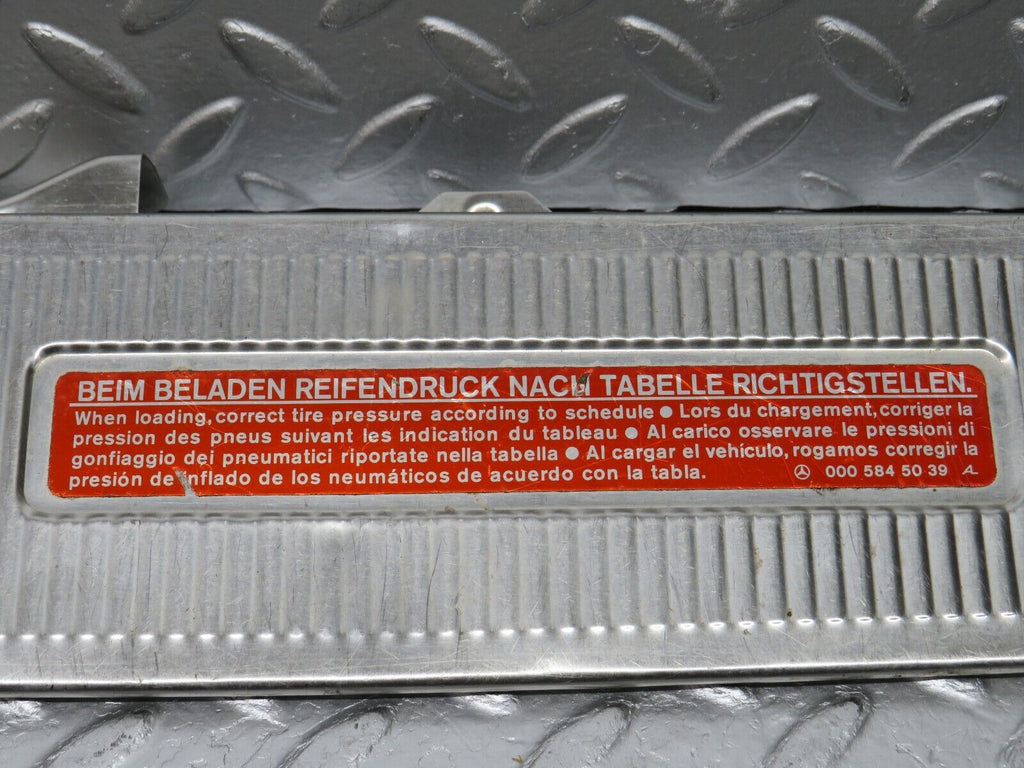 BEIM BELADEN REIFENDRUCK NACH TABELLE RICHTIGSTELLEN.
When loading, correct tire pressure according to schedule ● Lors du chargement, corriger la
pression des pneus suivant les indication du tableau ● Al carico osservare le pressioni di
gonfiaggio dei pneumatici riportate nella tabella ● Al cargar el vehículo, rogamos corregir la
presión de inflado de los neumáticos de acuerdo con la tabla. 000 584 50 39